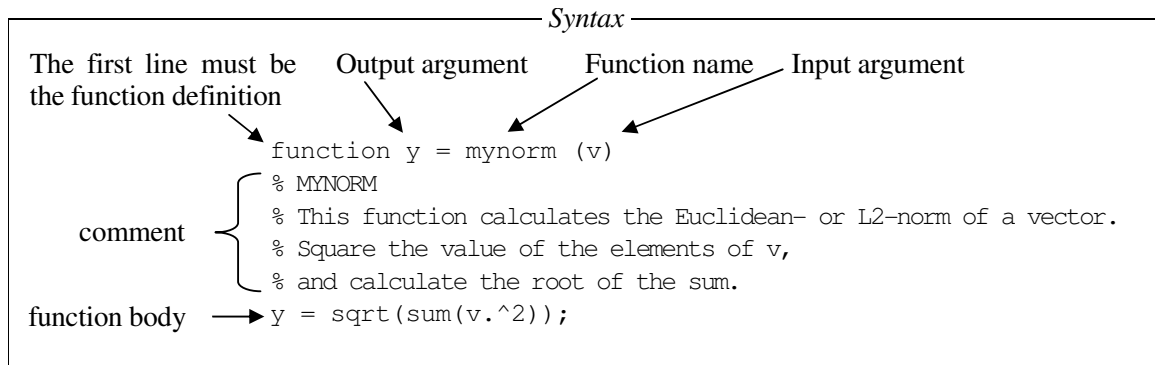 Syntax
The first line must be Output argument Function name Input argument
the function definition
function y = mynorm (v)
% MYNORM
% This function calculates the Euclidean- or L2-norm of a vector.
comment
% Square the value of the elements of v,
% and calculate the root of the sum.
function body y = sqrt(sum(v.^2));